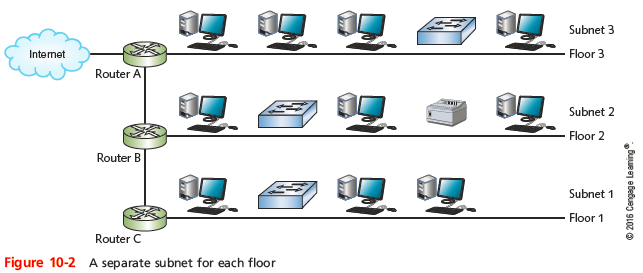 Internet
Router A
Subnet 3
Floor 3
Router B
Subnet 2
Floor 2
Router C
Subnet 1
Floor 1
© 2016 Cengage Learning®.
Figure 10-2 A separate subnet for each floor